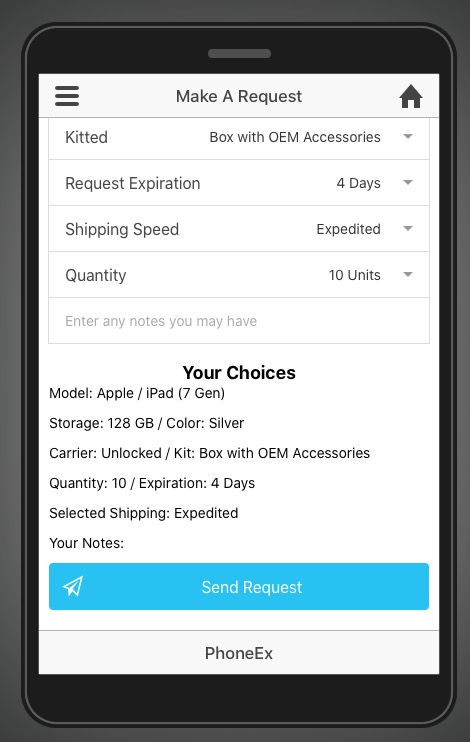 Make A Request
Kitted Box with OEM Accessories
Request Expiration 4 Days
Shipping Speed Expedited
Quantity 10 Units
Enter any notes you may have
Your Choices
Model: Apple / iPad (7 Gen)
Storage: 128 GB / Color: Silver
Carrier: Unlocked / Kit: Box with OEM Accessories
Quantity: 10 / Expiration: 4 Days
Selected Shipping: Expedited
Your Notes:
Send Request
PhoneEx